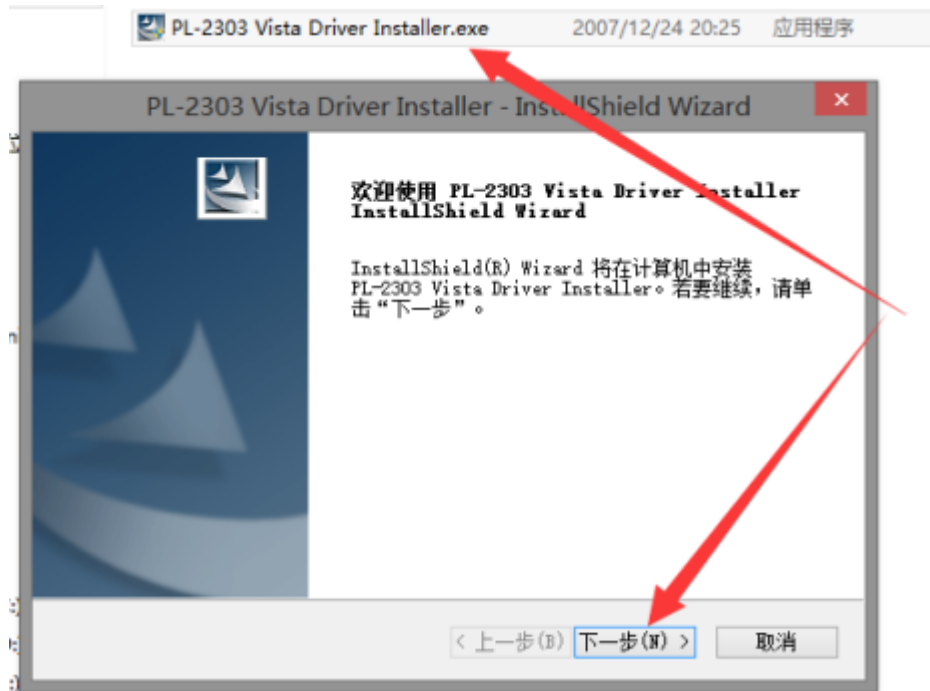 PL-2303 Vista Driver Installer.exe 2007/12/24 20:25 应用程序
PL-2303 Vista Driver Installer - InstallShield Wizard
欢迎使用 PL-2303 Vista Driver Installer
InstallShield Wizard
InstallShield(R) Wizard 将在计算机中安装
PL-2303 Vista Driver Installer。若要继续，请单
击“下一步”。
< 上一步(B) 下一步(N) > 取消